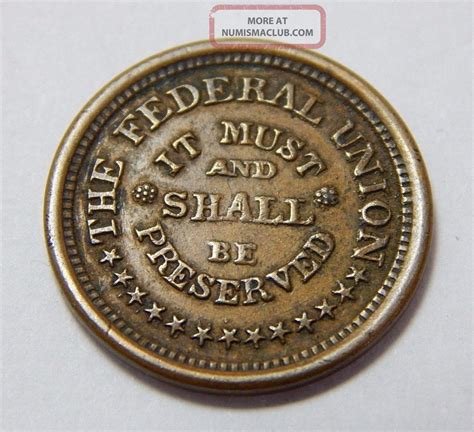 MORE AT
NUMISMACLUB.COM
THE FEDERAL UNION
IT MUST
AND
SHALL
BE
PRESERVED